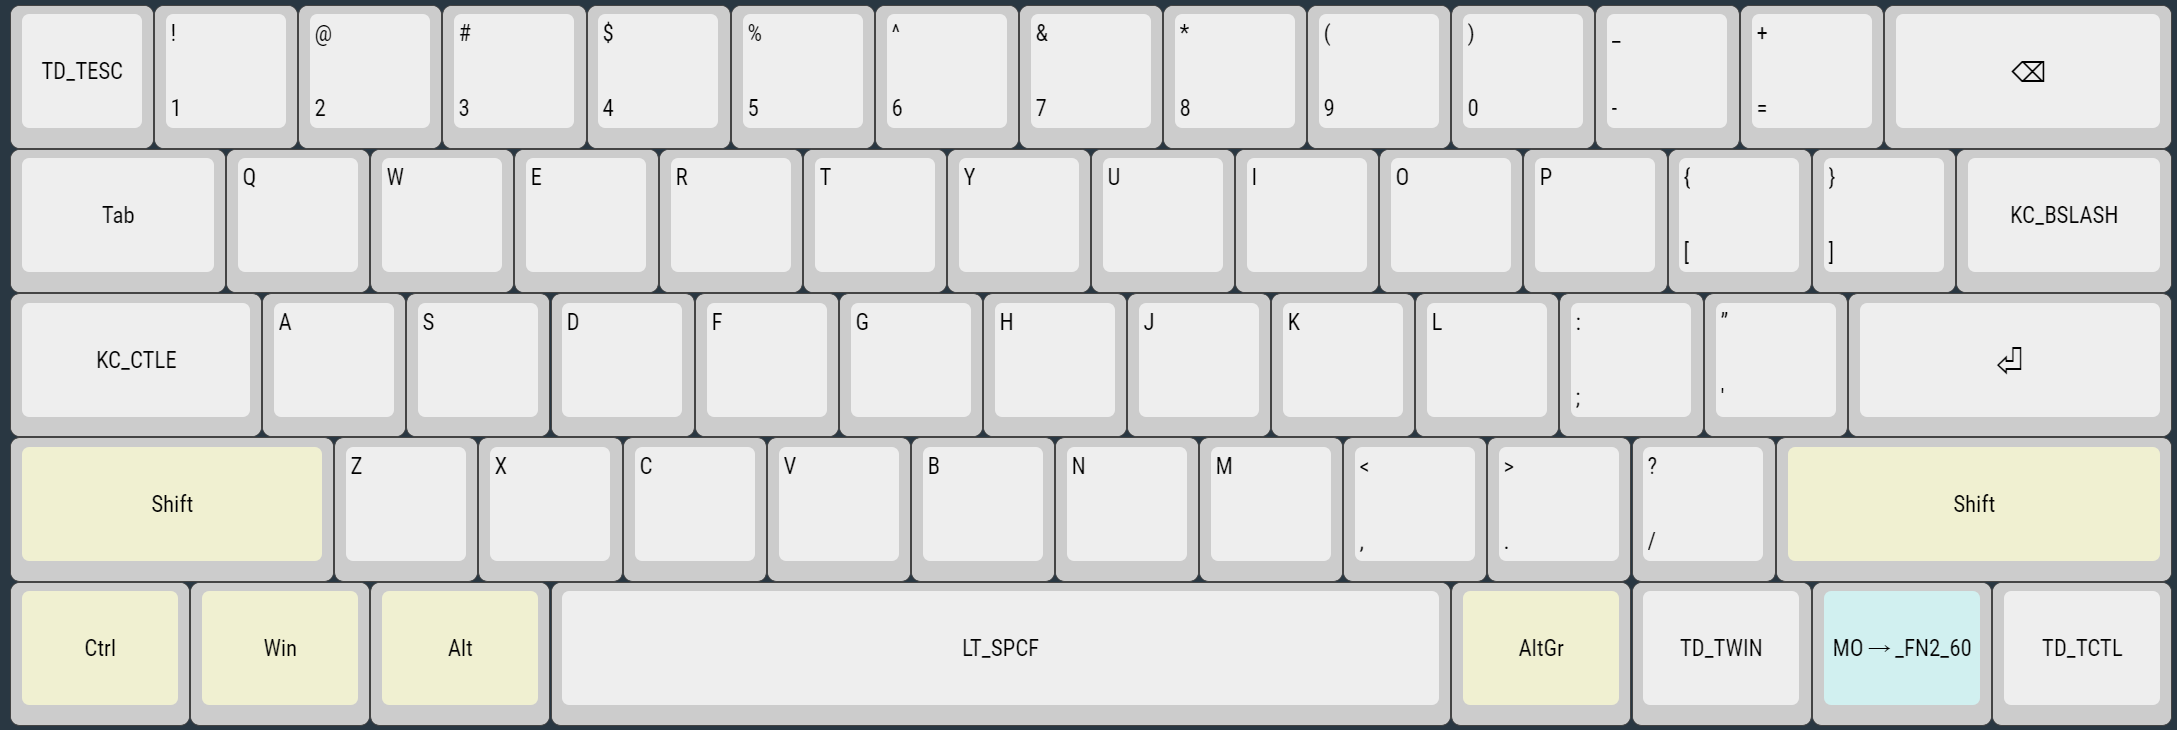 TD_TESC ! 1 @ 2 # 3 $ 4 % 5 ^ 6 & 7 * 8 ( 9 ) 0 _ - + = ⌫
Tab Q W E R T Y U I O P { [ } ] KC_BSLASH
KC_CTLE A S D F G H J K L : ; " ' ⏎
Shift Z X C V B N M < , > . ? / Shift
Ctrl Win Alt LT_SPCF AltGr TD_TWIN MO → _FN2_60 TD_TCTL